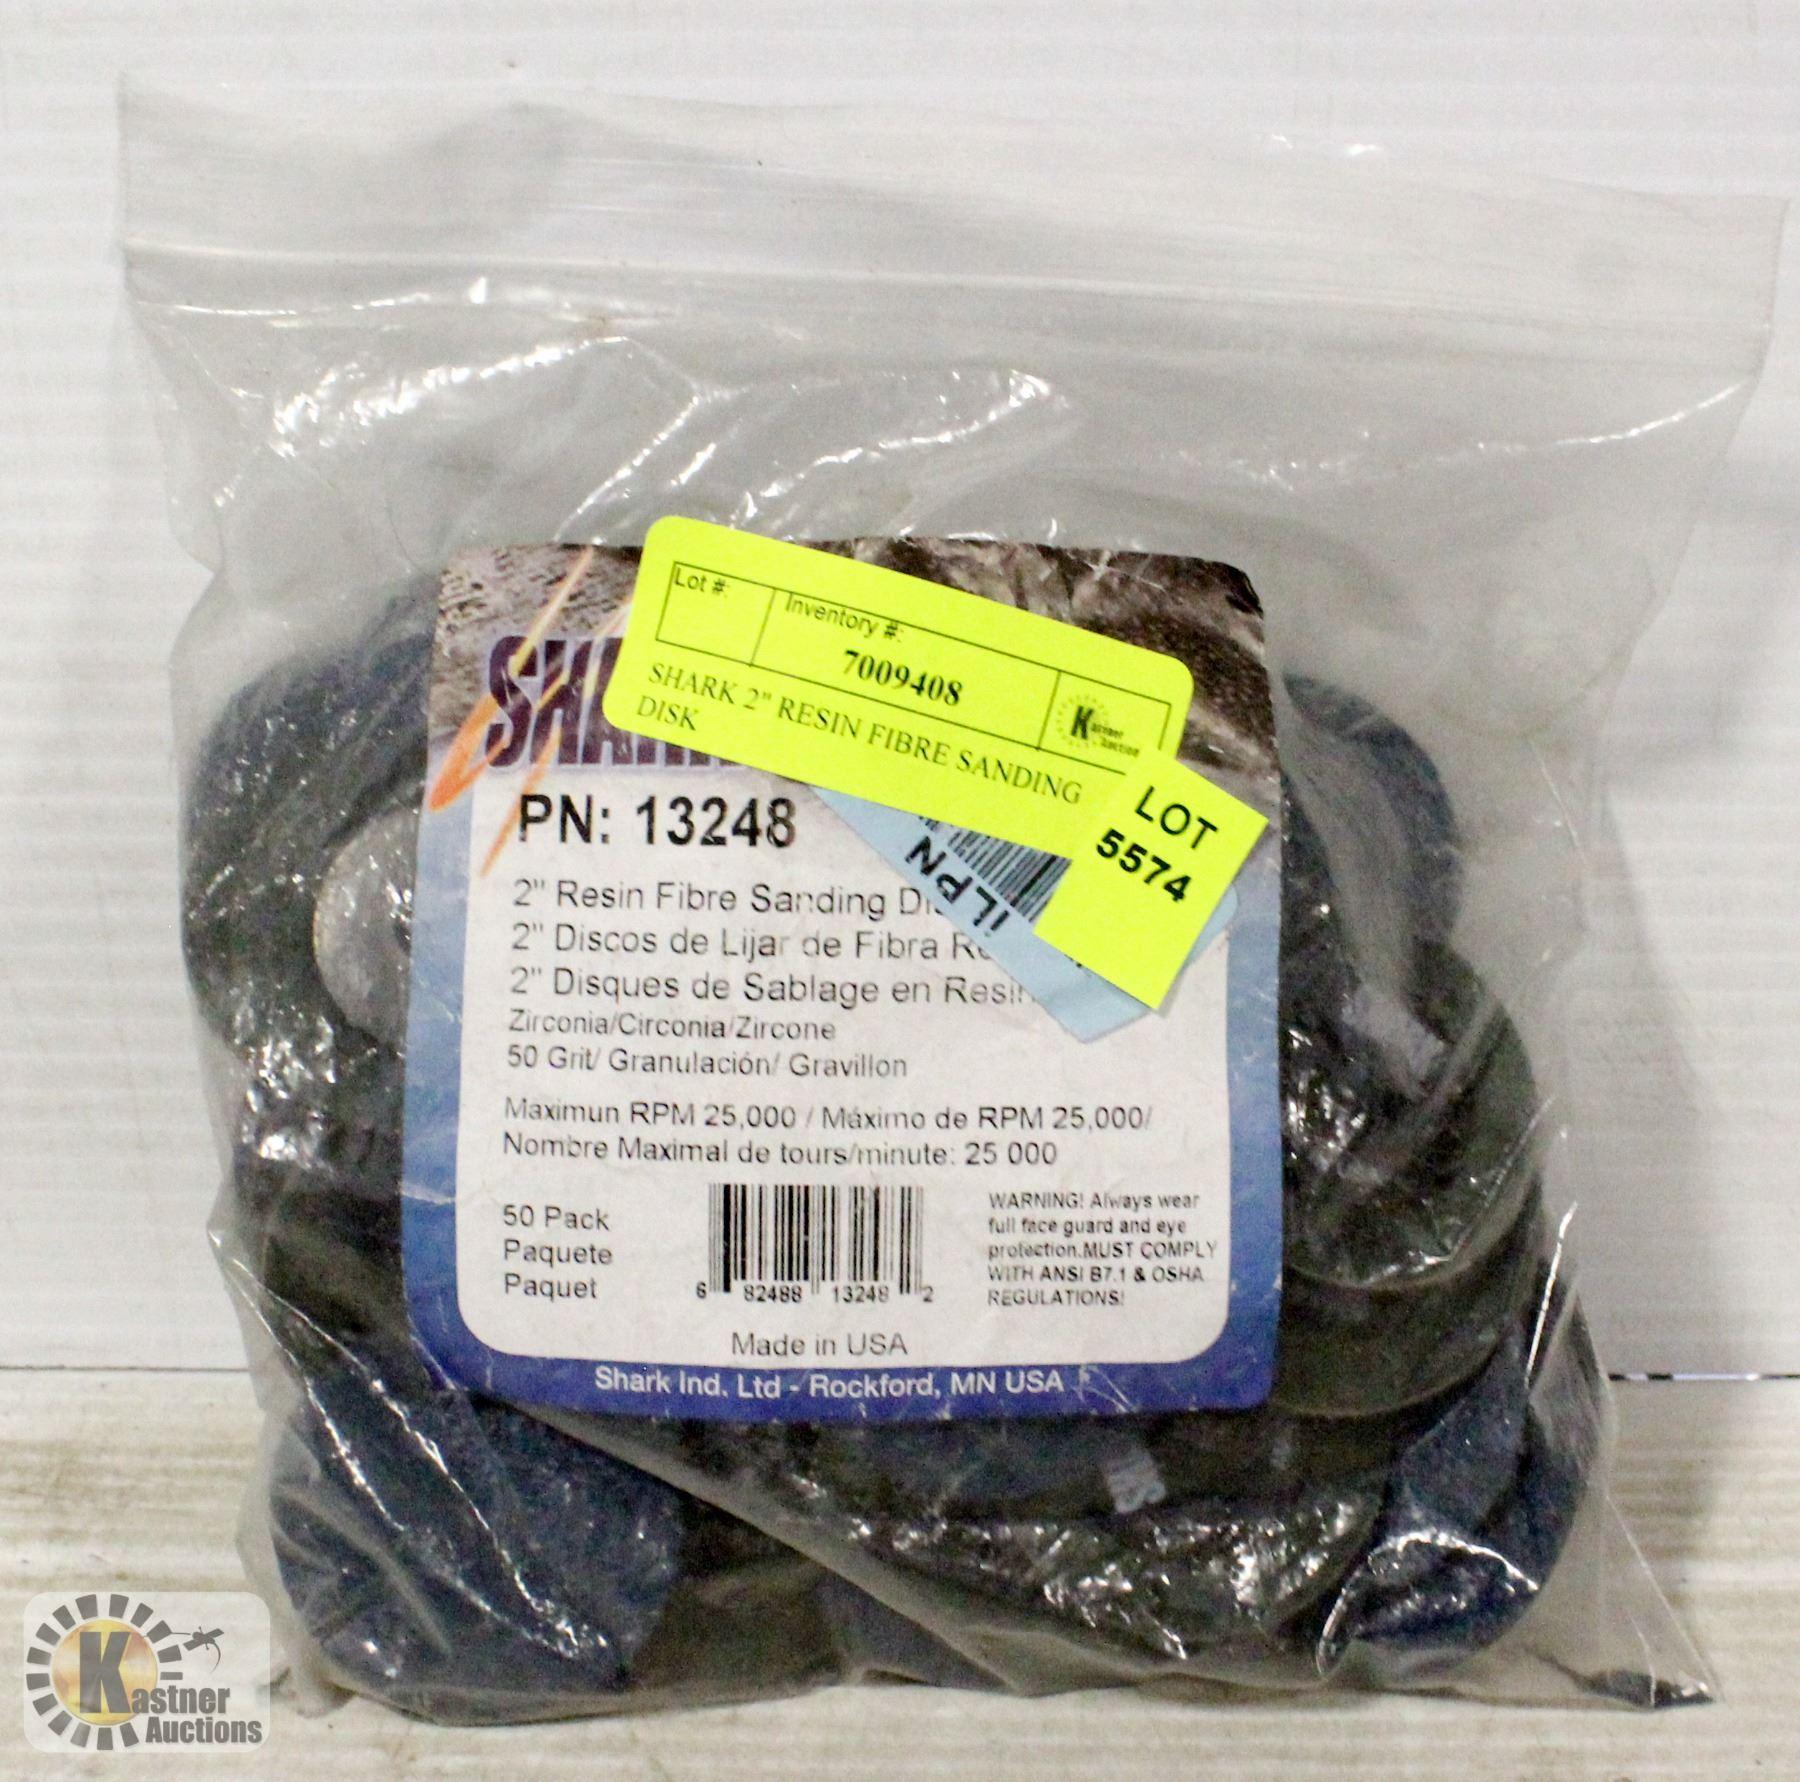 Lot #:
Inventory #:
7009408
Kastner
Auction
SHARK 2" RESIN FIBRE SANDING
DISK
LOT
5574
iLPN
PN: 13248
2" Resin Fibre Sanding
2" Discos de Lijar de Fibra
2" Disques de Sablage en
Zirconia/Circonia/Zircone
50 Grit/ Granulación/ Gravillon
Maximun RPM 25,000 / Máximo de RPM 25,000/
Nombre Maximal de tours/minute: 25 000
50 Pack
Paquete
Paquet
6 82488 13248 2
WARNING! Always wear
full face guard and eye
protection.MUST COMPLY
WITH ANSI B7.1 & OSHA
REGULATIONS!
Made in USA
Shark Ind. Ltd - Rockford, MN USA
Kastner
Auctions